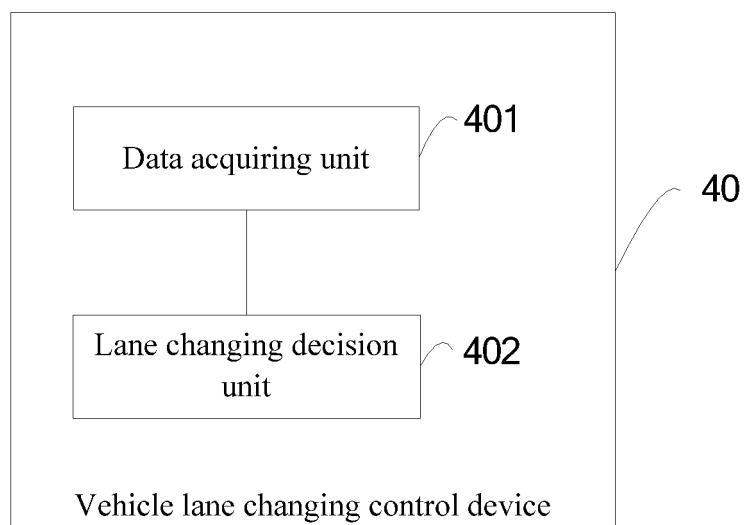 401
Data acquiring unit
40
Lane changing decision
unit
402
Vehicle lane changing control device